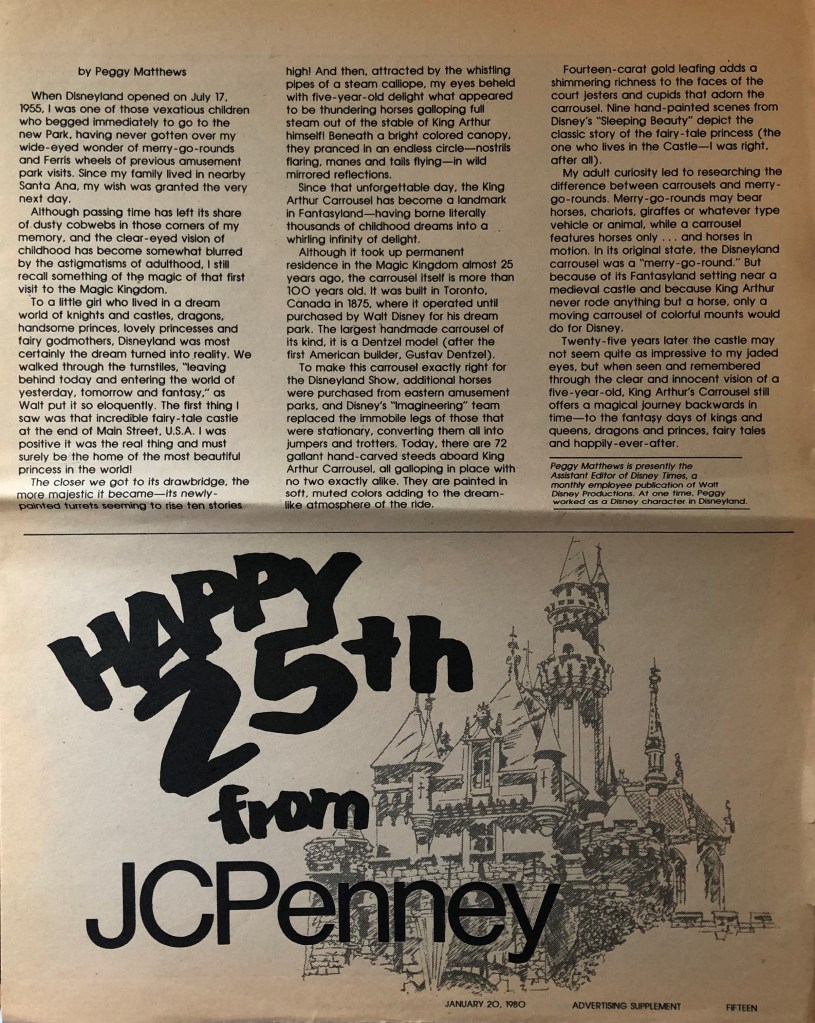 by Peggy Matthews
When Disneyland opened on July 17,
1955, I was one of those vexatious children
who begged immediately to go to the
new Park, having never gotten over my
wide-eyed wonder of merry-go-rounds
and Ferris wheels of previous amusement
park visits. Since my family lived in nearby
Santa Ana, my wish was granted the very
next day.
Although passing time has left its share
of dusty cobwebs in those corners of my
memory, and the clear-eyed vision of
childhood has become somewhat blurred
by the astigmatisms of adulthood, I still
recall something of the magic of that first
visit to the Magic Kingdom.
To a little girl who lived in a dream
world of knights and castles, dragons,
handsome princes, lovely princesses and
fairy godmothers, Disneyland was most
certainly the dream turned into reality. We
walked through the turnstiles, "leaving
behind today and entering the world of
yesterday, tomorrow and fantasy," as
Walt put it so eloquently. The first thing I
saw was that incredible fairy-tale castle
at the end of Main Street, U.S.A. I was
positive it was the real thing and must
surely be the home of the most beautiful
princess in the world!
The closer we got to its drawbridge, the
more majestic it became—its newly-
painted turrets seeming to rise ten stories
high! And then, attracted by the whistling
pipes of a steam calliope, my eyes beheld
with five-year-old delight what appeared
to be thundering horses galloping full
steam out of the stable of King Arthur
himself! Beneath a bright colored canopy,
they pranced in an endless circle—nostrils
flaring, manes and tails flying—in wild
mirrored reflections.
Since that unforgettable day, the King
Arthur Carrousel has become a landmark
in Fantasyland—having borne literally
thousands of childhood dreams into a
whirling infinity of delight.
Although it took up permanent
residence in the Magic Kingdom almost 25
years ago, the carrousel itself is more than
100 years old. It was built in Toronto,
Canada in 1875, where it operated until
purchased by Walt Disney for his dream
park. The largest handmade carrousel of
its kind, it is a Dentzel model (after the
first American builder, Gustav Dentzel).
To make this carrousel exactly right for
the Disneyland Show, additional horses
were purchased from eastern amusement
parks, and Disney's "Imagineering" team
replaced the immobile legs of those that
were stationary, converting them all into
jumpers and trotters. Today, there are 72
gallant hand-carved steeds aboard King
Arthur Carrousel, all galloping in place with
no two exactly alike. They are painted in
soft, muted colors adding to the dream-
like atmosphere of the ride.
Fourteen-carat gold leafing adds a
shimmering richness to the faces of the
court jesters and cupids that adorn the
carrousel. Nine hand-painted scenes from
Disney's "Sleeping Beauty" depict the
classic story of the fairy-tale princess (the
one who lives in the Castle—I was right,
after all).
My adult curiosity led to researching the
difference between carrousels and merry-
go-rounds. Merry-go-rounds may bear
horses, chariots, giraffes or whatever type
vehicle or animal, while a carrousel
features horses only . . . and horses in
motion. In its original state, the Disneyland
carrousel was a "merry-go-round." But
because of its Fantasyland setting near a
medieval castle and because King Arthur
never rode anything but a horse, only a
moving carrousel of colorful mounts would
do for Disney.
Twenty-five years later the castle may
not seem quite as impressive to my jaded
eyes, but when seen and remembered
through the clear and innocent vision of a
five-year-old, King Arthur's Carrousel still
offers a magical journey backwards in
time—to the fantasy days of kings and
queens, dragons and princes, fairy tales
and happily-ever-after.
Peggy Matthews is presently the
Assistant Editor of Disney Times, a
monthly employee publication of Walt
Disney Productions. At one time, Peggy
worked as a Disney character in Disneyland.
HAPPY
25th
from
JCPenney
JANUARY 20, 1980 ADVERTISING SUPPLEMENT FIFTEEN